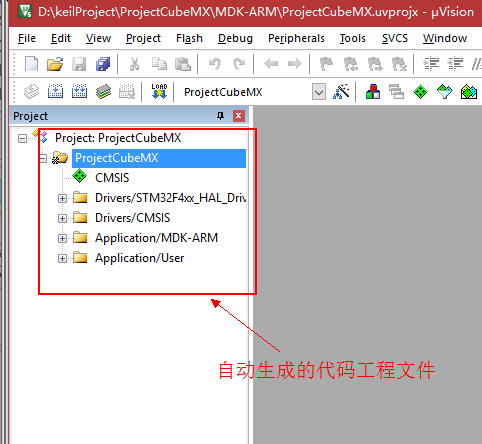 D:\keilProject\ProjectCubeMX\MDK-ARM\ProjectCubeMX.uvprojx - µVision
File Edit View Project Flash Debug Peripherals Tools SVCS Window
LOAD ProjectCubeMX
Project
Project: ProjectCubeMX
ProjectCubeMX
CMSIS
Drivers/STM32F4xx_HAL_Driv
Drivers/CMSIS
Application/MDK-ARM
Application/User
自动生成的代码工程文件